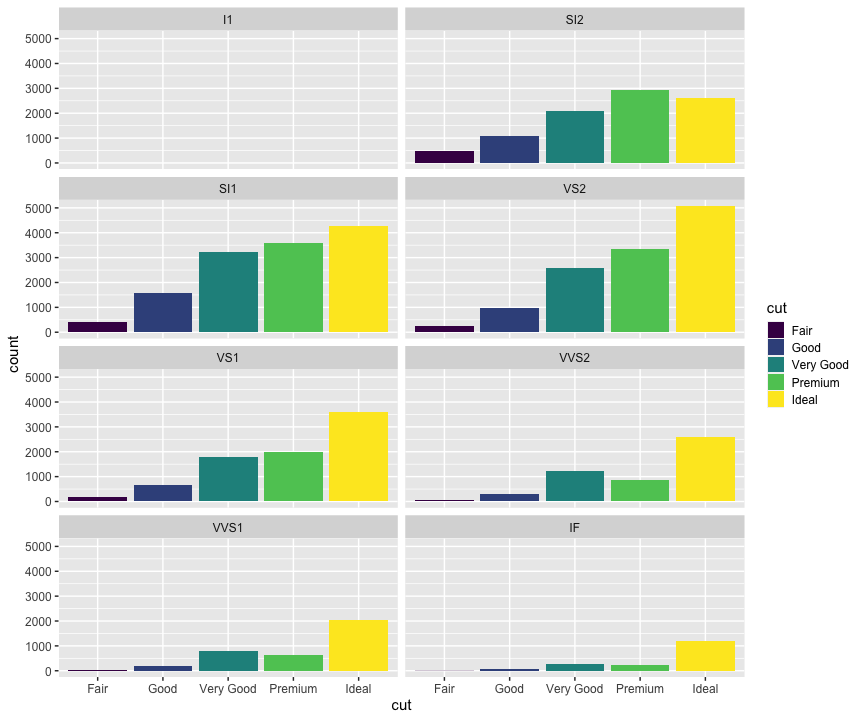 I1
SI2
5000
4000
3000
2000
1000
0
SI1
VS2
5000
4000
3000
2000
1000
0
VS1
VVS2
5000
4000
3000
2000
1000
0
VVS1
IF
5000
4000
3000
2000
1000
0
Fair Good Very Good Premium Ideal
Fair Good Very Good Premium Ideal
cut
count
cut
Fair
Good
Very Good
Premium
Ideal